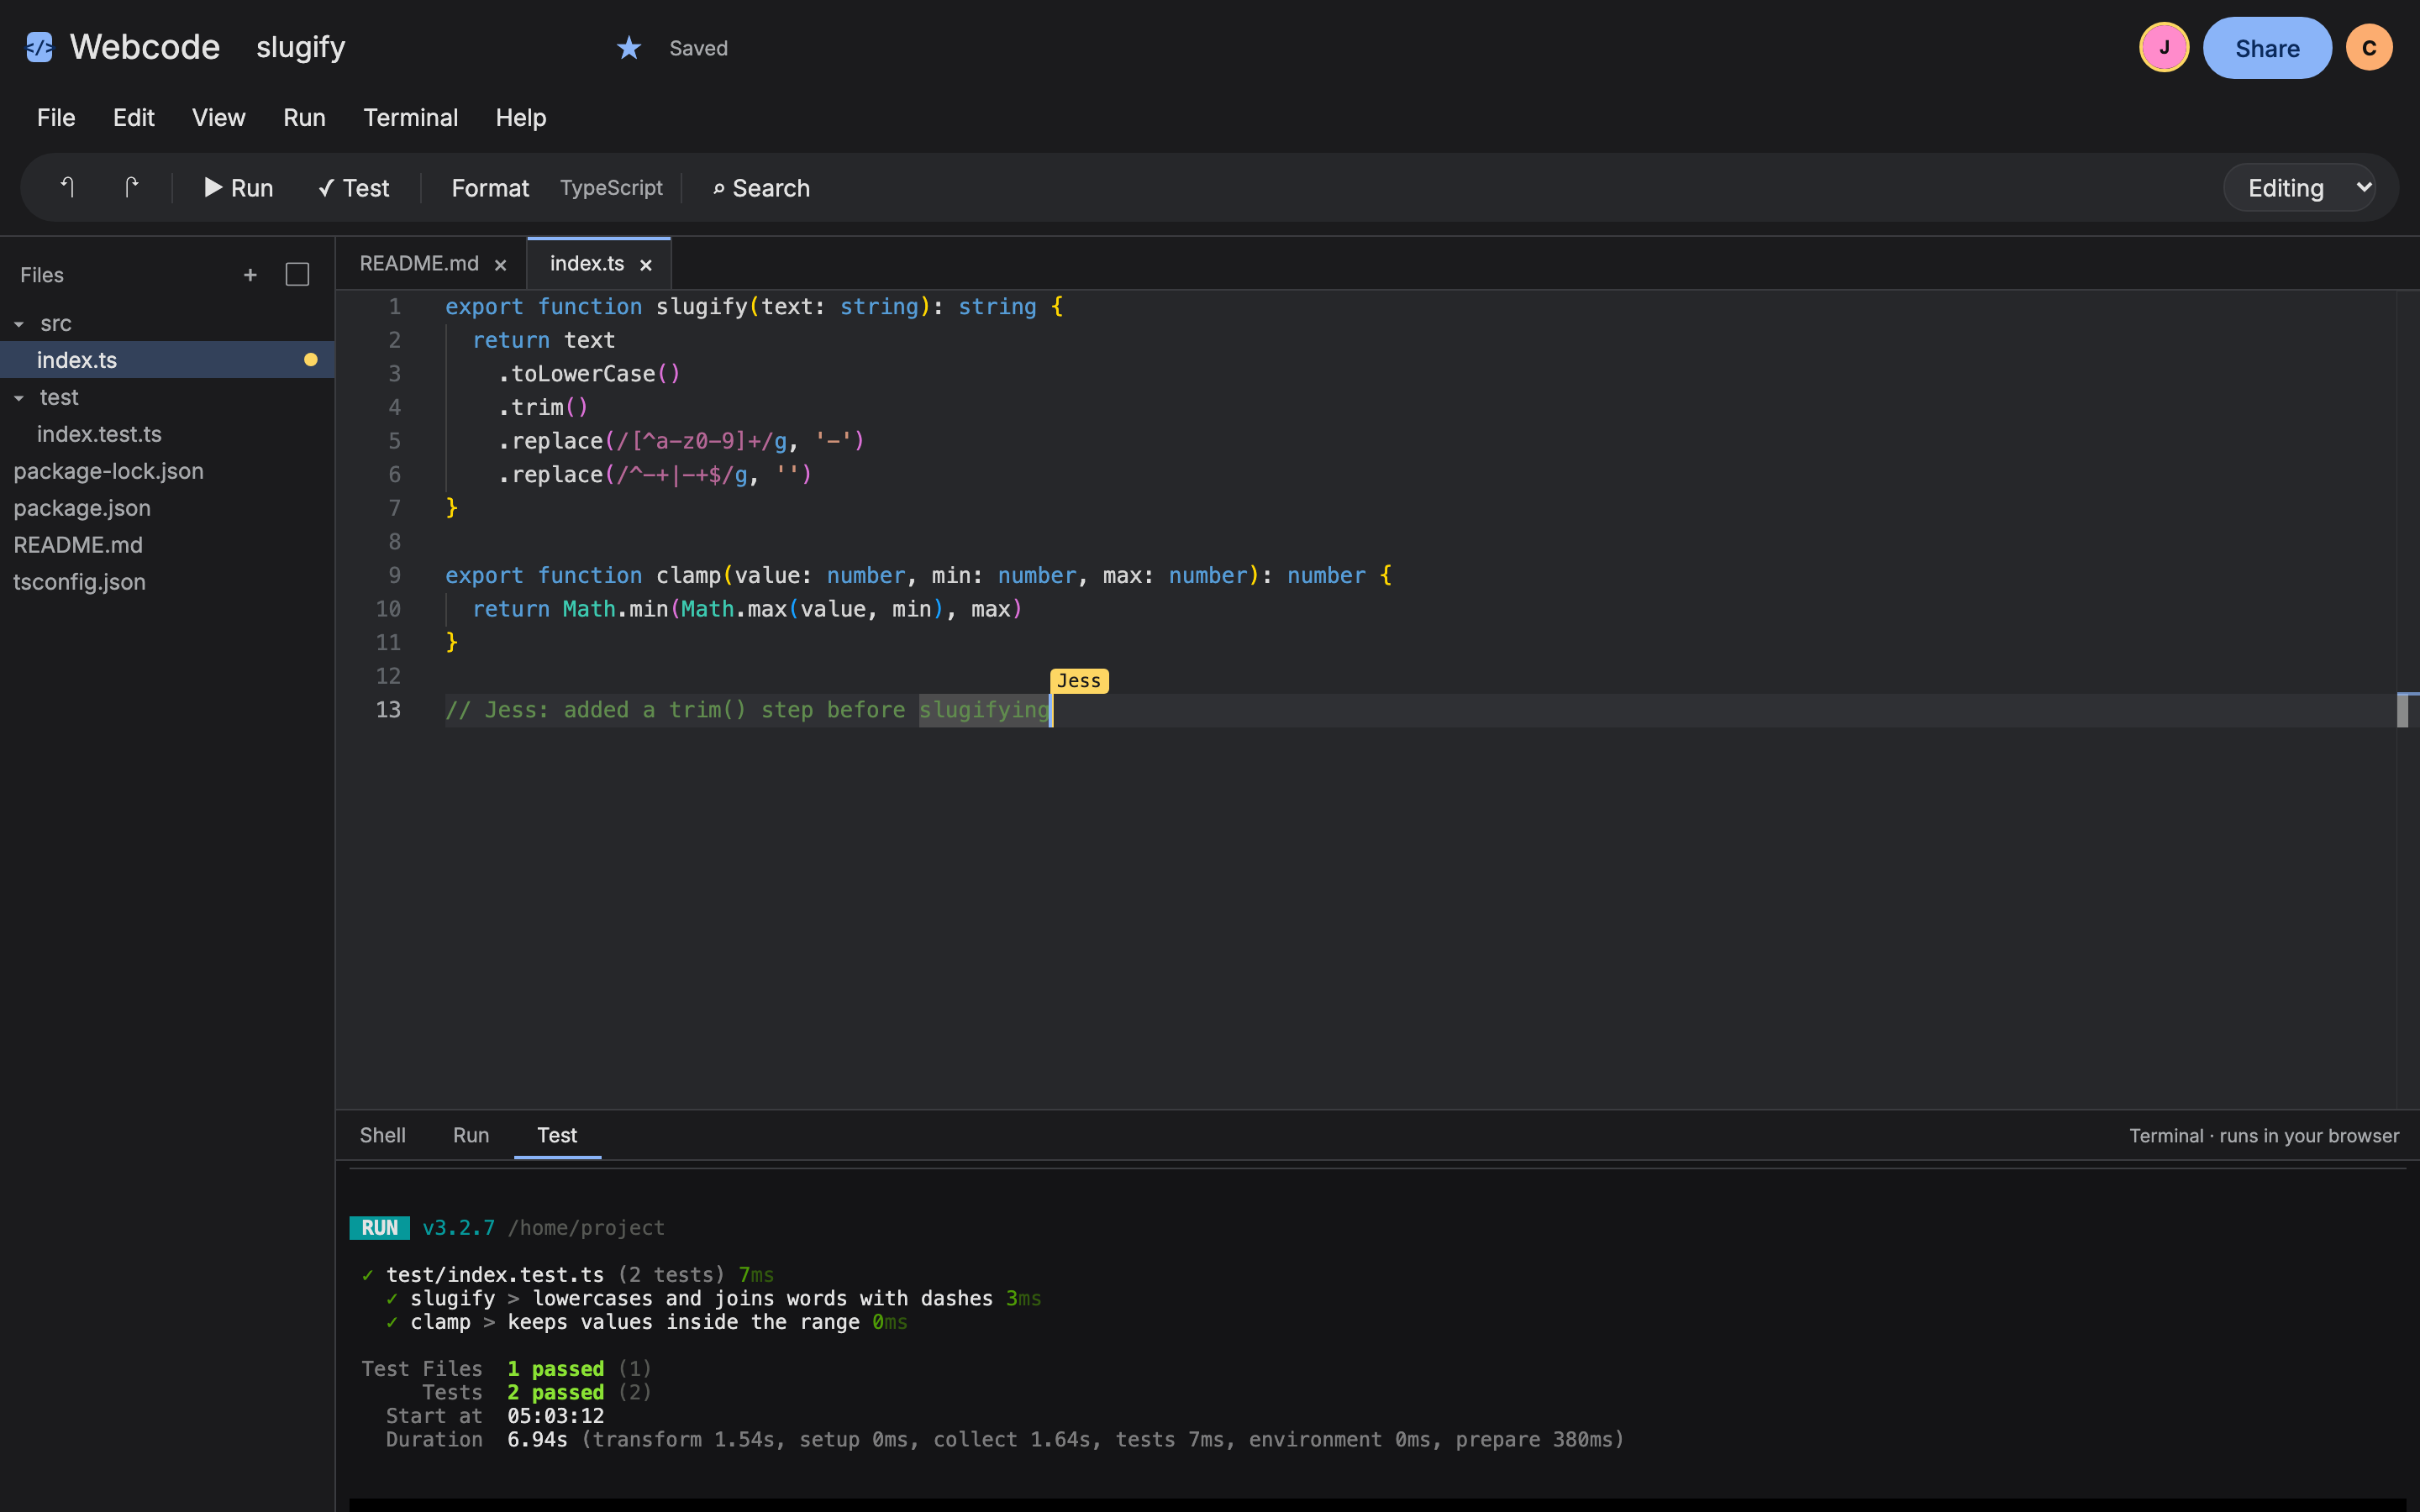 </> Webcode slugify ★ Saved J Share C
File Edit View Run Terminal Help
▶ Run ✓ Test Format TypeScript Search Editing
Files +
src
index.ts
test
index.test.ts
package-lock.json
package.json
README.md
tsconfig.json
README.md × index.ts ×
1 export function slugify(text: string): string {
2   return text
3     .toLowerCase()
4     .trim()
5     .replace(/[^a-z0-9]+/g, '-')
6     .replace(/^-+|-+$/g, '')
7 }
8
9 export function clamp(value: number, min: number, max: number): number {
10   return Math.min(Math.max(value, min), max)
11 }
12
Jess
13 // Jess: added a trim() step before slugifying
Shell Run Test Terminal · runs in your browser
RUN v3.2.7 /home/project
✓ test/index.test.ts (2 tests) 7ms
✓ slugify > lowercases and joins words with dashes 3ms
✓ clamp > keeps values inside the range 0ms
Test Files 1 passed (1)
Tests 2 passed (2)
Start at 05:03:12
Duration 6.94s (transform 1.54s, setup 0ms, collect 1.64s, tests 7ms, environment 0ms, prepare 380ms)